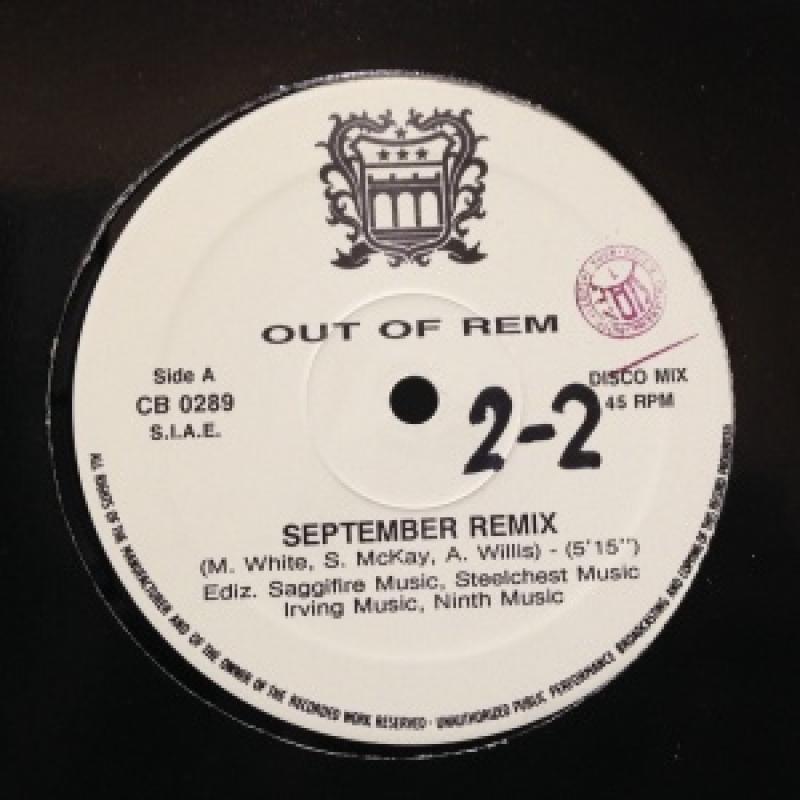 OUT OF REM
Side A
CB 0289
S.I.A.E.
DISCO MIX
45 RPM
2-2
SEPTEMBER REMIX
(M. White, S. McKay, A. Willis) - (5'15")
Ediz. Saggifire Music, Steelchest Music
Irving Music, Ninth Music
ALL RIGHTS OF THE MANUFACTURER AND OF THE OWNER OF THE RECORDED WORK RESERVED - UNAUTHORIZED PUBLIC PERFORMANCE BROADCASTING AND COPYING OF THIS RECORD PROHIBITED